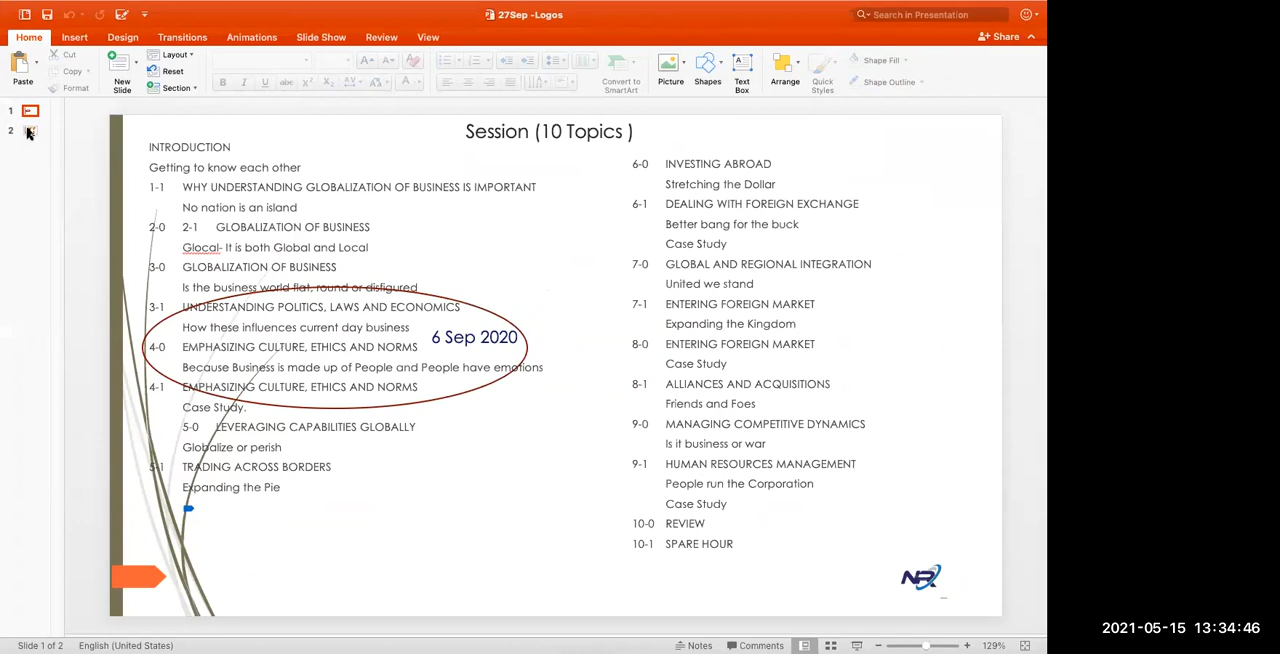 27Sep -Logos
Search in Presentation
Home Insert Design Transitions Animations Slide Show Review View
Share
Paste
Cut
Copy
Format
New Slide
Layout
Reset
Section
B I U abc X² X₂ AV Aa A
Convert to SmartArt
Picture
Shapes
Text Box
Arrange
Quick Styles
Shape Fill
Shape Outline
1
2
Session (10 Topics )
INTRODUCTION
Getting to know each other
1-1 WHY UNDERSTANDING GLOBALIZATION OF BUSINESS IS IMPORTANT
No nation is an island
2-0 2-1 GLOBALIZATION OF BUSINESS
Glocal- It is both Global and Local
3-0 GLOBALIZATION OF BUSINESS
Is the business world flat, round or disfigured
3-1 UNDERSTANDING POLITICS, LAWS AND ECONOMICS
How these influences current day business
6 Sep 2020
4-0 EMPHASIZING CULTURE, ETHICS AND NORMS
Because Business is made up of People and People have emotions
4-1 EMPHASIZING CULTURE, ETHICS AND NORMS
Case Study.
5-0 LEVERAGING CAPABILITIES GLOBALLY
Globalize or perish
5-1 TRADING ACROSS BORDERS
Expanding the Pie
6-0 INVESTING ABROAD
Stretching the Dollar
6-1 DEALING WITH FOREIGN EXCHANGE
Better bang for the buck
Case Study
7-0 GLOBAL AND REGIONAL INTEGRATION
United we stand
7-1 ENTERING FOREIGN MARKET
Expanding the Kingdom
8-0 ENTERING FOREIGN MARKET
Case Study
8-1 ALLIANCES AND ACQUISITIONS
Friends and Foes
9-0 MANAGING COMPETITIVE DYNAMICS
Is it business or war
9-1 HUMAN RESOURCES MANAGEMENT
People run the Corporation
Case Study
10-0 REVIEW
10-1 SPARE HOUR
NR
2021-05-15 13:34:46
Slide 1 of 2 English (United States) Notes Comments 129%